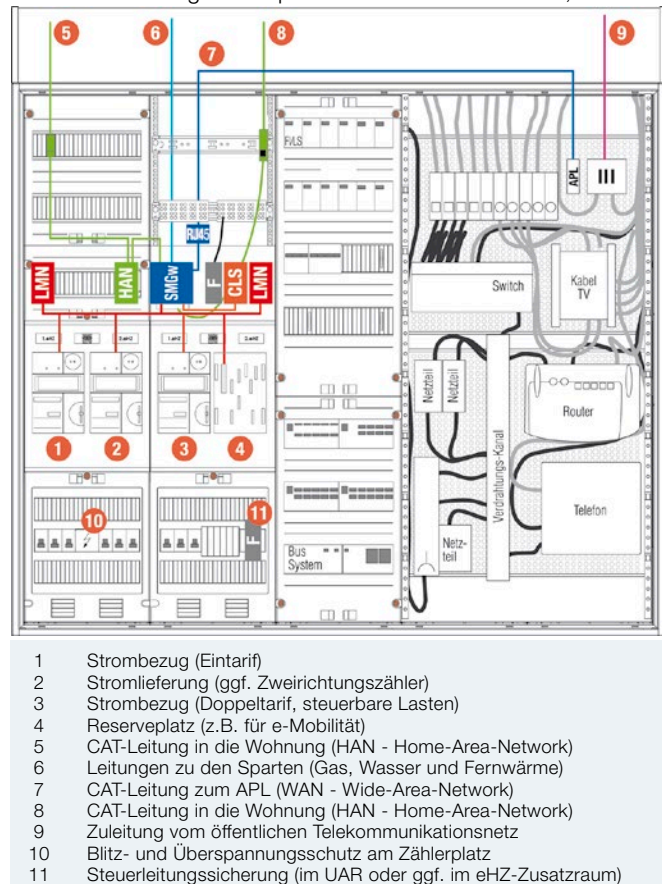 5
6
7
8
9
FI/LS
RJ45
APL
LMN
HAN
SMGw
F
CLS
LMN
Switch
Kabel
TV
Netzteil
Netzteil
Router
1
2
3
4
Verdrahtungs-Kanal
10
11
F
Bus
System
Netz-
teil
Telefon
1 Strombezug (Eintarif)
2 Stromlieferung (ggf. Zweirichtungszähler)
3 Strombezug (Doppeltarif, steuerbare Lasten)
4 Reserveplatz (z.B. für e-Mobilität)
5 CAT-Leitung in die Wohnung (HAN - Home-Area-Network)
6 Leitungen zu den Sparten (Gas, Wasser und Fernwärme)
7 CAT-Leitung zum APL (WAN - Wide-Area-Network)
8 CAT-Leitung in die Wohnung (HAN - Home-Area-Network)
9 Zuleitung vom öffentlichen Telekommunikationsnetz
10 Blitz- und Überspannungsschutz am Zählerplatz
11 Steuerleitungssicherung (im UAR oder ggf. im eHZ-Zusatzraum)